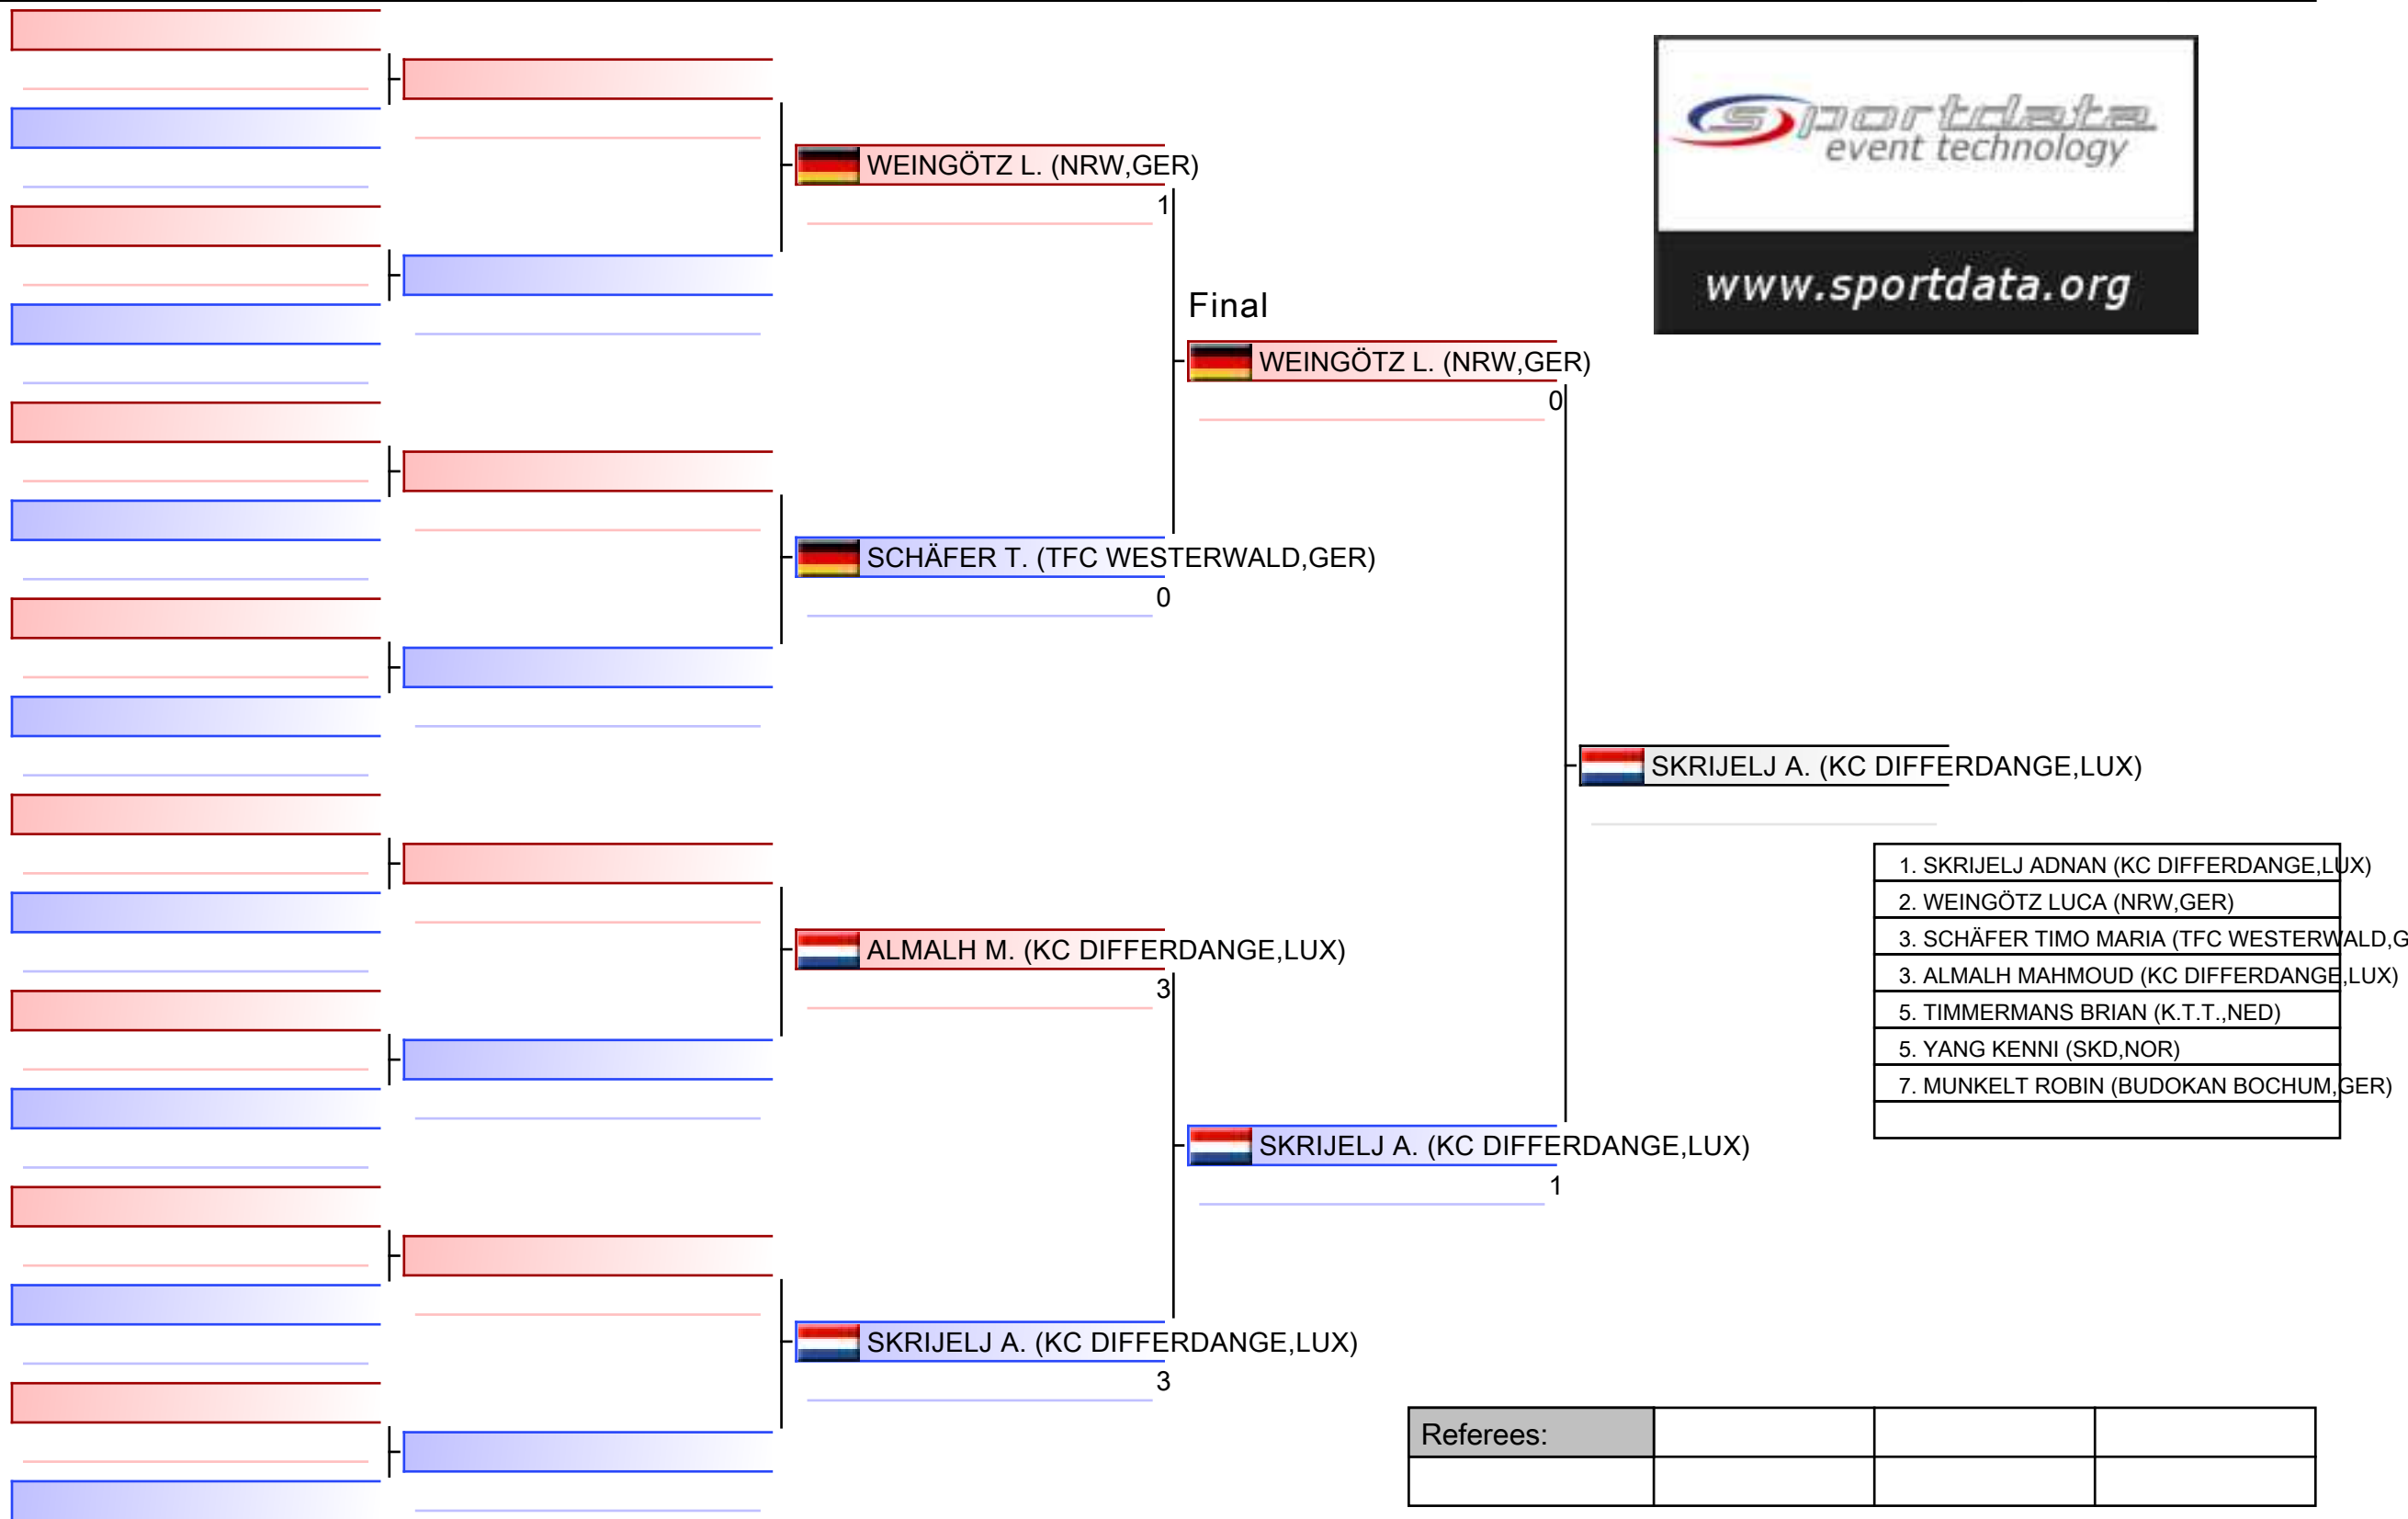 sportdata
event technology
www.sportdata.org
WEINGÖTZ L. (NRW,GER)
1
Final
WEINGÖTZ L. (NRW,GER)
0
SCHÄFER T. (TFC WESTERWALD,GER)
0
SKRIJELJ A. (KC DIFFERDANGE,LUX)
1. SKRIJELJ ADNAN (KC DIFFERDANGE,LUX)
2. WEINGÖTZ LUCA (NRW,GER)
3. SCHÄFER TIMO MARIA (TFC WESTERWALD,G
3. ALMALH MAHMOUD (KC DIFFERDANGE,LUX)
5. TIMMERMANS BRIAN (K.T.T.,NED)
5. YANG KENNI (SKD,NOR)
7. MUNKELT ROBIN (BUDOKAN BOCHUM,GER)
ALMALH M. (KC DIFFERDANGE,LUX)
3
SKRIJELJ A. (KC DIFFERDANGE,LUX)
1
SKRIJELJ A. (KC DIFFERDANGE,LUX)
3
Referees: